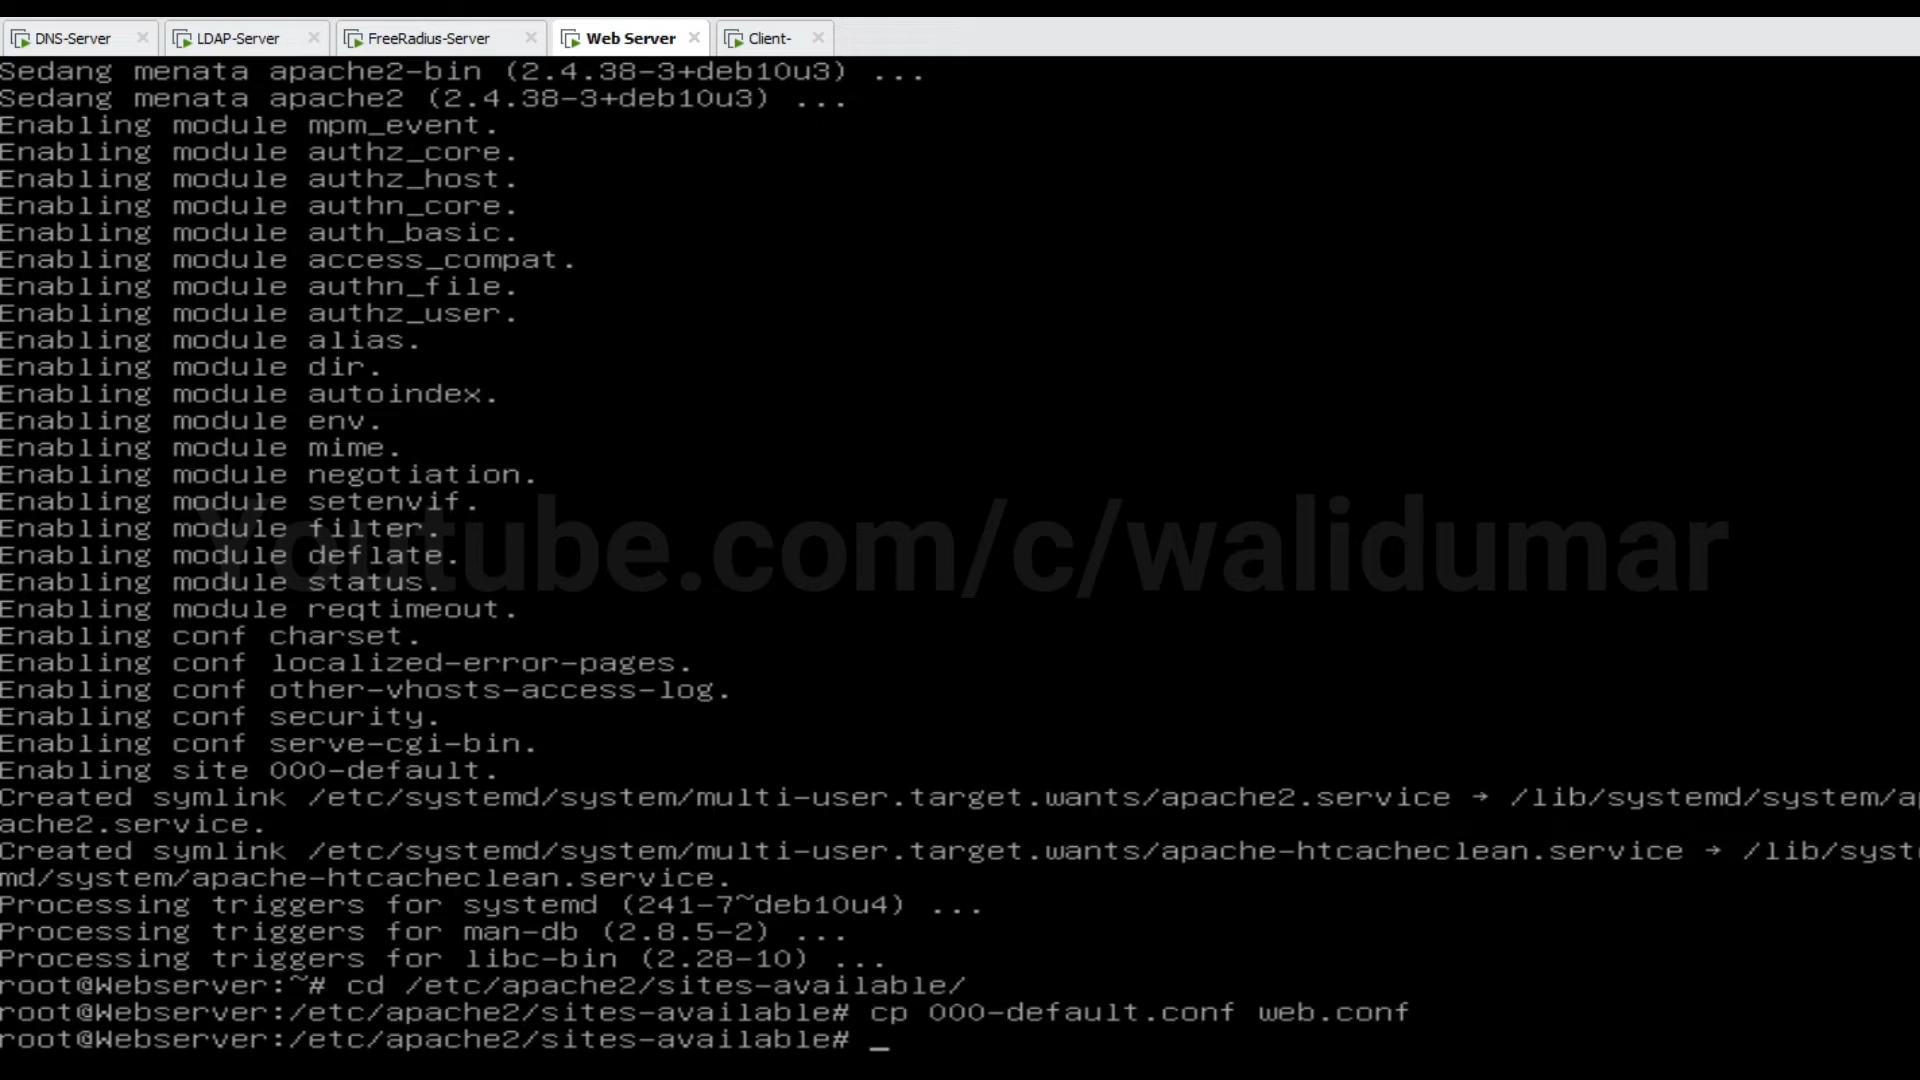 DNS-Server LDAP-Server FreeRadius-Server Web Server Client-
Sedang menata apache2-bin (2.4.38-3+deb10u3) ...
Sedang menata apache2 (2.4.38-3+deb10u3) ...
Enabling module mpm_event.
Enabling module authz_core.
Enabling module authz_host.
Enabling module authn_core.
Enabling module auth_basic.
Enabling module access_compat.
Enabling module authn_file.
Enabling module authz_user.
Enabling module alias.
Enabling module dir.
Enabling module autoindex.
Enabling module env.
Enabling module mime.
Enabling module negotiation.
Enabling module setenvif.
Enabling module filter.
Youtube.com/c/walidumar
Enabling module deflate.
Enabling module status.
Enabling module reqtimeout.
Enabling conf charset.
Enabling conf localized-error-pages.
Enabling conf other-vhosts-access-log.
Enabling conf security.
Enabling conf serve-cgi-bin.
Enabling site 000-default.
Created symlink /etc/systemd/system/multi-user.target.wants/apache2.service → /lib/systemd/system/ap
ache2.service.
Created symlink /etc/systemd/system/multi-user.target.wants/apache-htcacheclean.service → /lib/syst
md/system/apache-htcacheclean.service.
Processing triggers for systemd (241-7~deb10u4) ...
Processing triggers for man-db (2.8.5-2) ...
Processing triggers for libc-bin (2.28-10) ...
root@Webserver:~# cd /etc/apache2/sites-available/
root@Webserver:/etc/apache2/sites-available# cp 000-default.conf web.conf
root@Webserver:/etc/apache2/sites-available# _